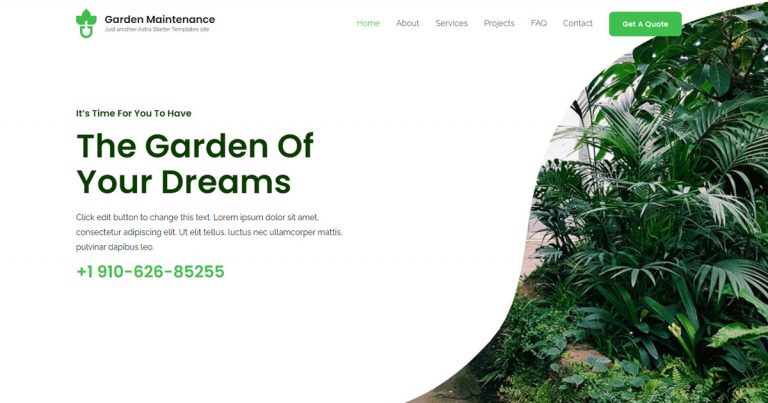 Garden Maintenance
Just another Astra Starter Templates site
Home About Services Projects FAQ Contact Get A Quote
It's Time For You To Have
The Garden Of
Your Dreams
Click edit button to change this text. Lorem ipsum dolor sit amet,
consectetur adipiscing elit. Ut elit tellus, luctus nec ullamcorper mattis,
pulvinar dapibus leo.
+1 910-626-85255